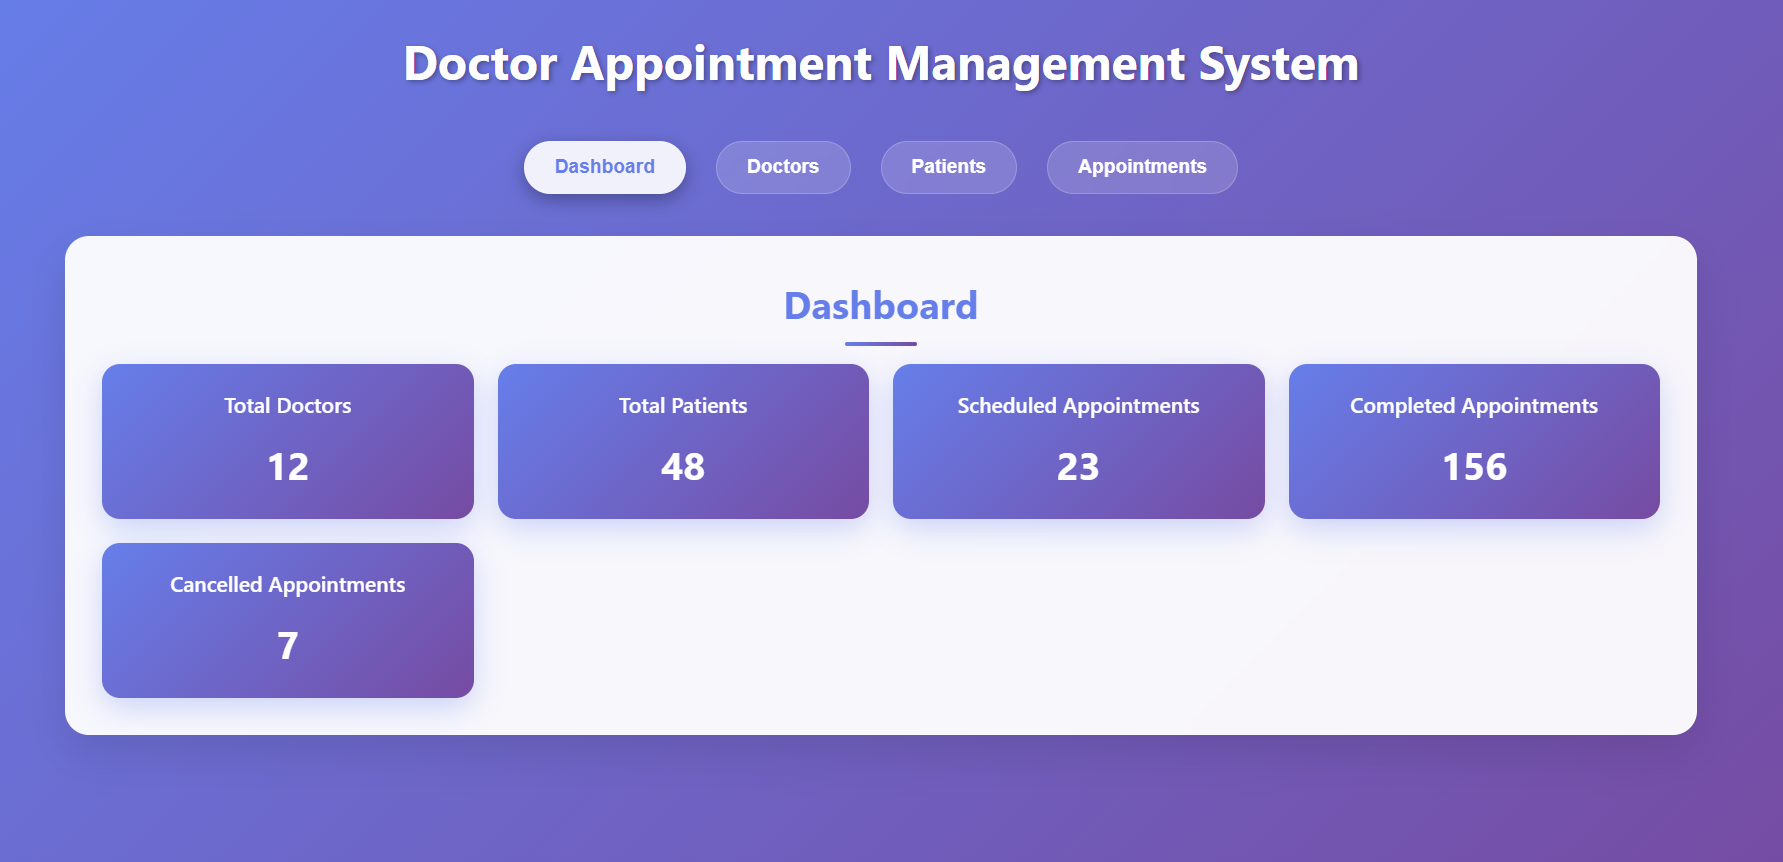 Doctor Appointment Management System
Dashboard Doctors Patients Appointments
Dashboard
Total Doctors
12
Total Patients
48
Scheduled Appointments
23
Completed Appointments
156
Cancelled Appointments
7